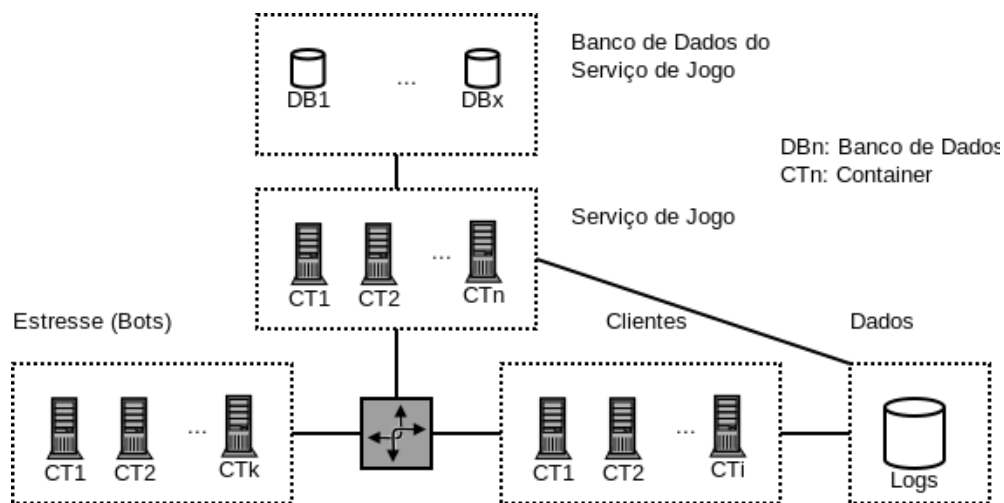 Banco de Dados do
Serviço de Jogo
DB1 ... DBx
DBn: Banco de Dados
CTn: Container
Serviço de Jogo
CT1 CT2 ... CTn
Estresse (Bots)
Clientes
Dados
CT1 CT2 ... CTk
CT1 CT2 ... CTi
Logs